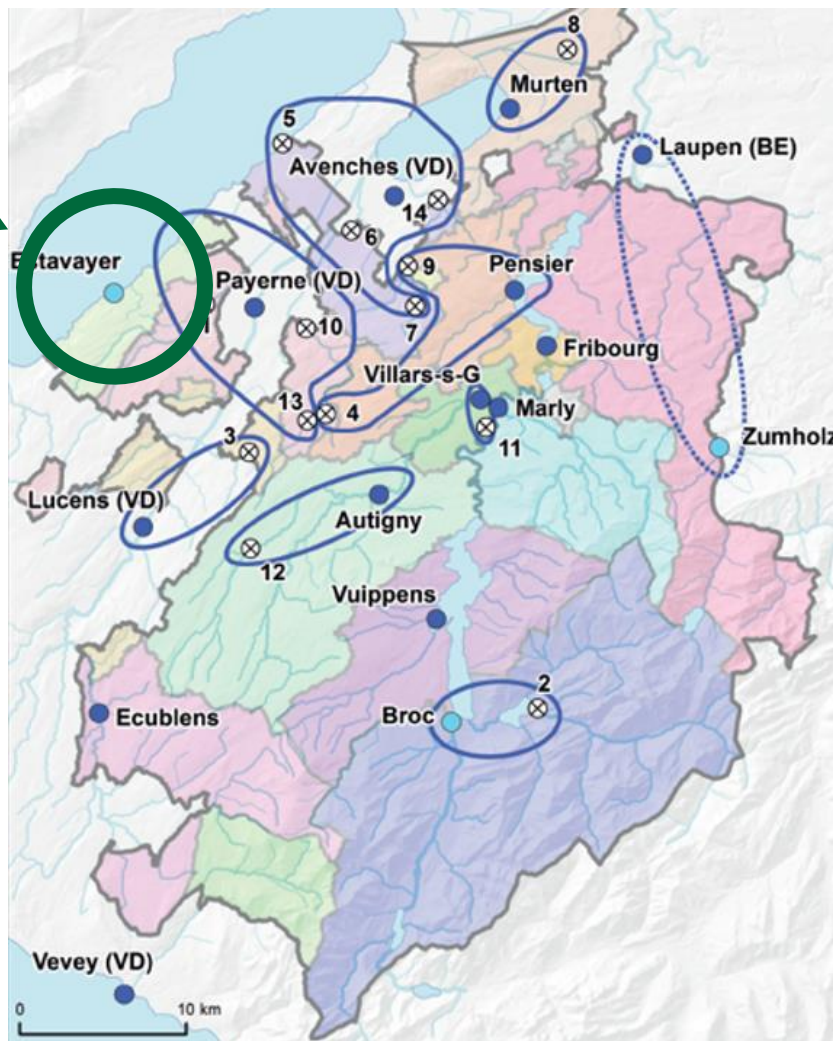 8
Murten
5
Laupen (BE)
Avenches (VD)
14
6
Estavayer
9
Payerne (VD)
Pensier
1
10
7
Fribourg
Villars-s-G
13
4
Marly
3
11
Zumholz
Lucens (VD)
Autigny
12
Vuippens
2
Ecublens
Broc
Vevey (VD)
0
10 km